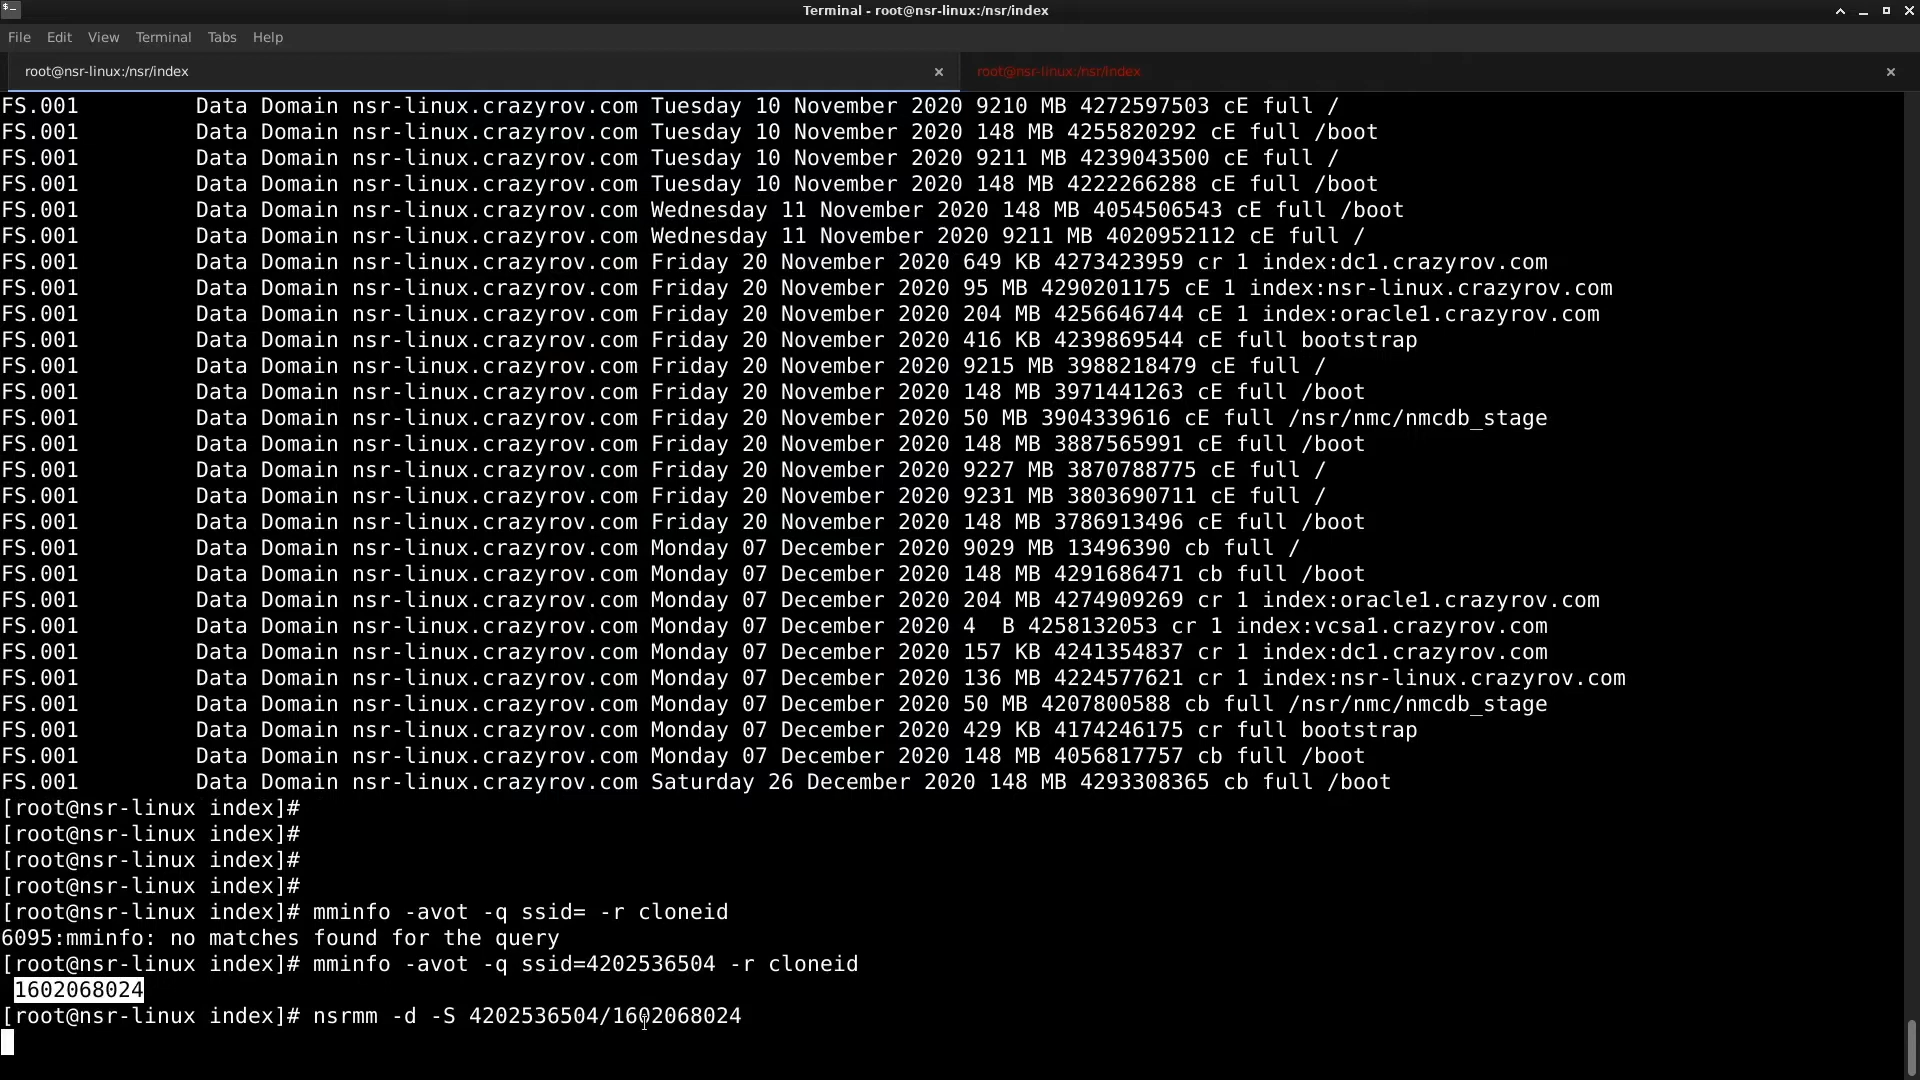 Terminal - root@nsr-linux:/nsr/index
File Edit View Terminal Tabs Help
root@nsr-linux:/nsr/index root@nsr-linux:/nsr/index
FS.001 Data Domain nsr-linux.crazyrov.com Tuesday 10 November 2020 9210 MB 4272597503 cE full /
FS.001 Data Domain nsr-linux.crazyrov.com Tuesday 10 November 2020 148 MB 4255820292 cE full /boot
FS.001 Data Domain nsr-linux.crazyrov.com Tuesday 10 November 2020 9211 MB 4239043500 cE full /
FS.001 Data Domain nsr-linux.crazyrov.com Tuesday 10 November 2020 148 MB 4222266288 cE full /boot
FS.001 Data Domain nsr-linux.crazyrov.com Wednesday 11 November 2020 148 MB 4054506543 cE full /boot
FS.001 Data Domain nsr-linux.crazyrov.com Wednesday 11 November 2020 9211 MB 4020952112 cE full /
FS.001 Data Domain nsr-linux.crazyrov.com Friday 20 November 2020 649 KB 4273423959 cr 1 index:dc1.crazyrov.com
FS.001 Data Domain nsr-linux.crazyrov.com Friday 20 November 2020 95 MB 4290201175 cE 1 index:nsr-linux.crazyrov.com
FS.001 Data Domain nsr-linux.crazyrov.com Friday 20 November 2020 204 MB 4256646744 cE 1 index:oracle1.crazyrov.com
FS.001 Data Domain nsr-linux.crazyrov.com Friday 20 November 2020 416 KB 4239869544 cE full bootstrap
FS.001 Data Domain nsr-linux.crazyrov.com Friday 20 November 2020 9215 MB 3988218479 cE full /
FS.001 Data Domain nsr-linux.crazyrov.com Friday 20 November 2020 148 MB 3971441263 cE full /boot
FS.001 Data Domain nsr-linux.crazyrov.com Friday 20 November 2020 50 MB 3904339616 cE full /nsr/nmc/nmcdb_stage
FS.001 Data Domain nsr-linux.crazyrov.com Friday 20 November 2020 148 MB 3887565991 cE full /boot
FS.001 Data Domain nsr-linux.crazyrov.com Friday 20 November 2020 9227 MB 3870788775 cE full /
FS.001 Data Domain nsr-linux.crazyrov.com Friday 20 November 2020 9231 MB 3803690711 cE full /
FS.001 Data Domain nsr-linux.crazyrov.com Friday 20 November 2020 148 MB 3786913496 cE full /boot
FS.001 Data Domain nsr-linux.crazyrov.com Monday 07 December 2020 9029 MB 13496390 cb full /
FS.001 Data Domain nsr-linux.crazyrov.com Monday 07 December 2020 148 MB 4291686471 cb full /boot
FS.001 Data Domain nsr-linux.crazyrov.com Monday 07 December 2020 204 MB 4274909269 cr 1 index:oracle1.crazyrov.com
FS.001 Data Domain nsr-linux.crazyrov.com Monday 07 December 2020 4 B 4258132053 cr 1 index:vcsa1.crazyrov.com
FS.001 Data Domain nsr-linux.crazyrov.com Monday 07 December 2020 157 KB 4241354837 cr 1 index:dc1.crazyrov.com
FS.001 Data Domain nsr-linux.crazyrov.com Monday 07 December 2020 136 MB 4224577621 cr 1 index:nsr-linux.crazyrov.com
FS.001 Data Domain nsr-linux.crazyrov.com Monday 07 December 2020 50 MB 4207800588 cb full /nsr/nmc/nmcdb_stage
FS.001 Data Domain nsr-linux.crazyrov.com Monday 07 December 2020 429 KB 4174246175 cr full bootstrap
FS.001 Data Domain nsr-linux.crazyrov.com Monday 07 December 2020 148 MB 4056817757 cb full /boot
FS.001 Data Domain nsr-linux.crazyrov.com Saturday 26 December 2020 148 MB 4293308365 cb full /boot
[root@nsr-linux index]#
[root@nsr-linux index]#
[root@nsr-linux index]#
[root@nsr-linux index]#
[root@nsr-linux index]# mminfo -avot -q ssid= -r cloneid
6095:mminfo: no matches found for the query
[root@nsr-linux index]# mminfo -avot -q ssid=4202536504 -r cloneid
1602068024
[root@nsr-linux index]# nsrmm -d -S 4202536504/1602068024